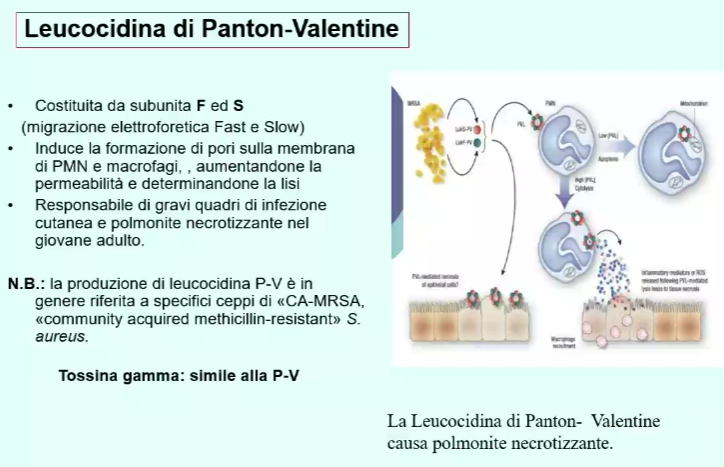 Leucocidina di Panton-Valentine
• Costituita da subunita F ed S
(migrazione elettroforetica Fast e Slow)
• Induce la formazione di pori sulla membrana
di PMN e macrofagi, , aumentandone la
permeabilità e determinandone la lisi
• Responsabile di gravi quadri di infezione
cutanea e polmonite necrotizzante nel
giovane adulto.
N.B.: la produzione di leucocidina P-V è in
genere riferita a specifici ceppi di «CA-MRSA,
«community acquired methicillin-resistant» S.
aureus.
Tossina gamma: simile alla P-V
MRSA
LukS-PV
LukF-PV
PVL
PMN
Low [PVL]
Apoptosis
Mitochondrion
High [PVL]
Cytolysis
PVL-mediated necrosis
of epithelial cells?
Inflammatory mediators or ROS
released following PVL-mediated
lysis leads to tissue necrosis
Macrophage
recruitment
La Leucocidina di Panton- Valentine
causa polmonite necrotizzante.